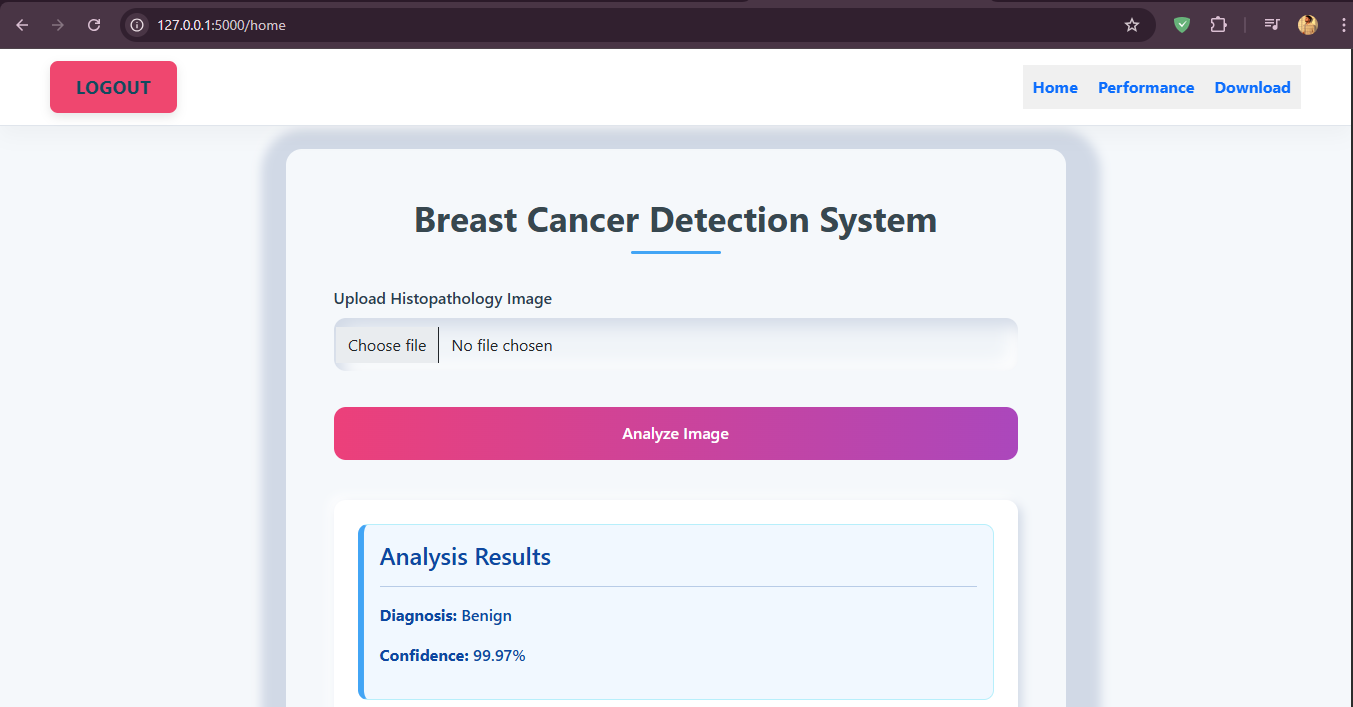 127.0.0.1:5000/home
LOGOUT
Home Performance Download
Breast Cancer Detection System
Upload Histopathology Image
Choose file No file chosen
Analyze Image
Analysis Results
Diagnosis: Benign
Confidence: 99.97%